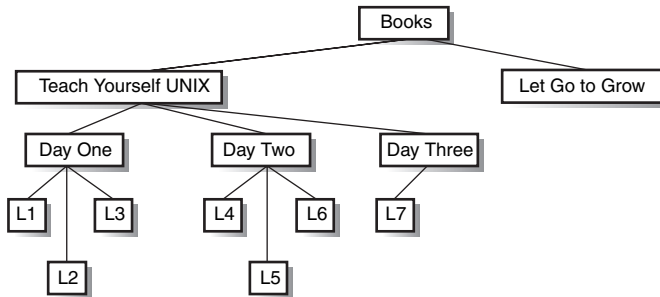 Books
Teach Yourself UNIX
Let Go to Grow
Day One
Day Two
Day Three
L1
L3
L4
L6
L7
L2
L5